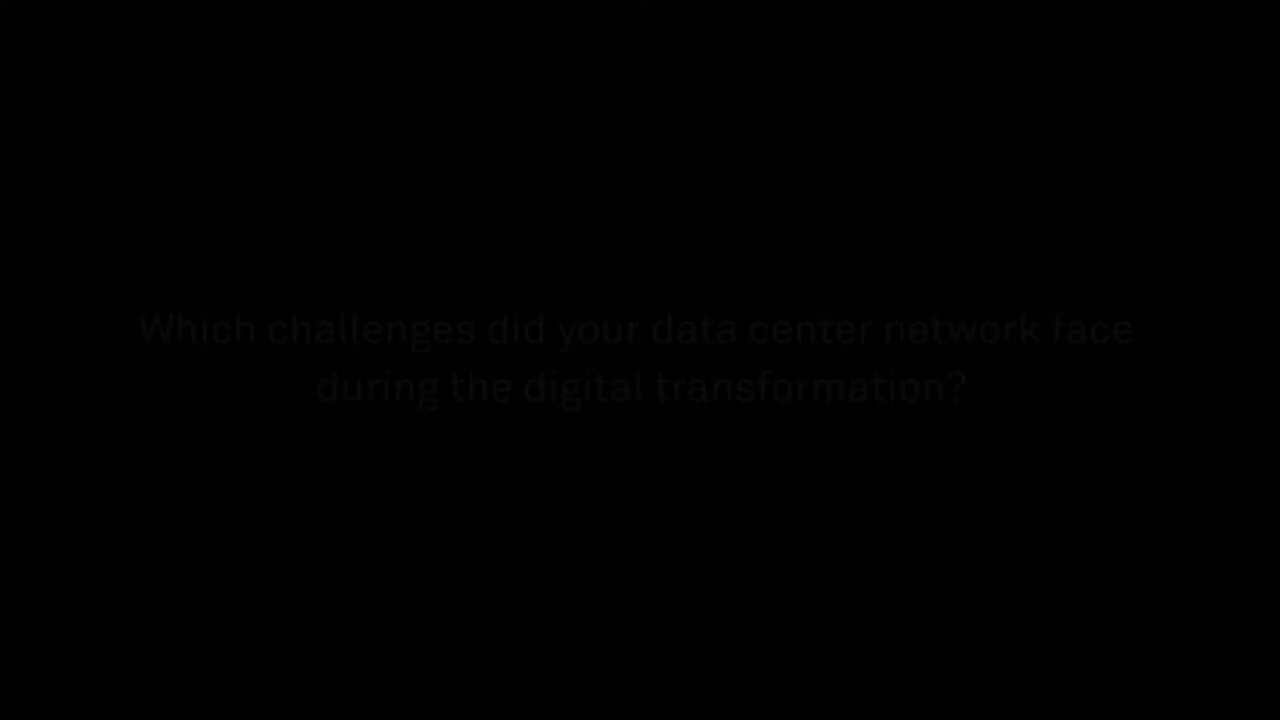 Which challenges did your data center network face
during the digital transformation?